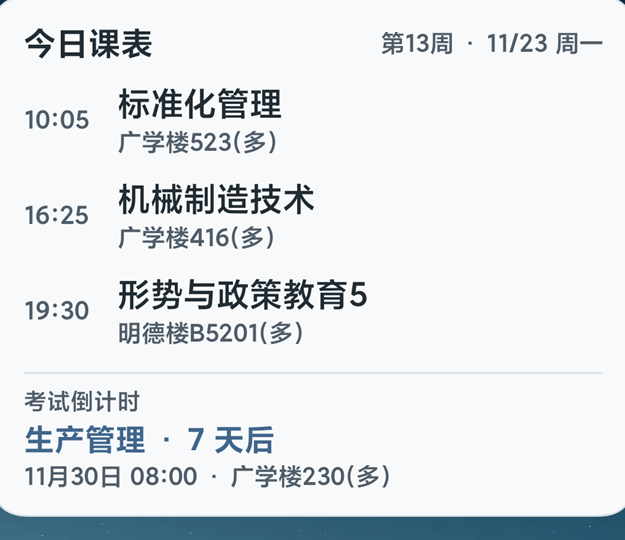 今日课表
第13周 · 11/23 周一
10:05 标准化管理
广学楼523(多)
16:25 机械制造技术
广学楼416(多)
19:30 形势与政策教育5
明德楼B5201(多)
考试倒计时
生产管理 · 7 天后
11月30日 08:00 · 广学楼230(多)